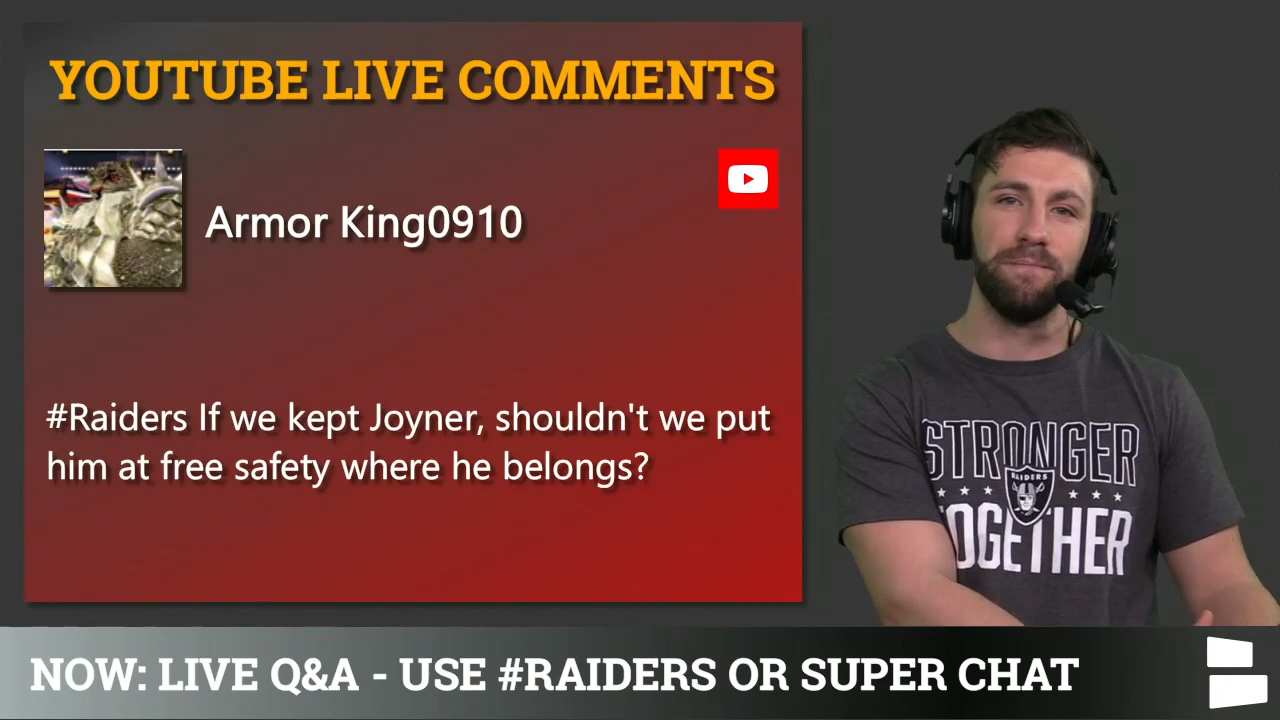 YOUTUBE LIVE COMMENTS
Armor King0910
#Raiders If we kept Joyner, shouldn't we put
him at free safety where he belongs?
STRONGER
RAIDERS
TOGETHER
NOW: LIVE Q&A - USE #RAIDERS OR SUPER CHAT